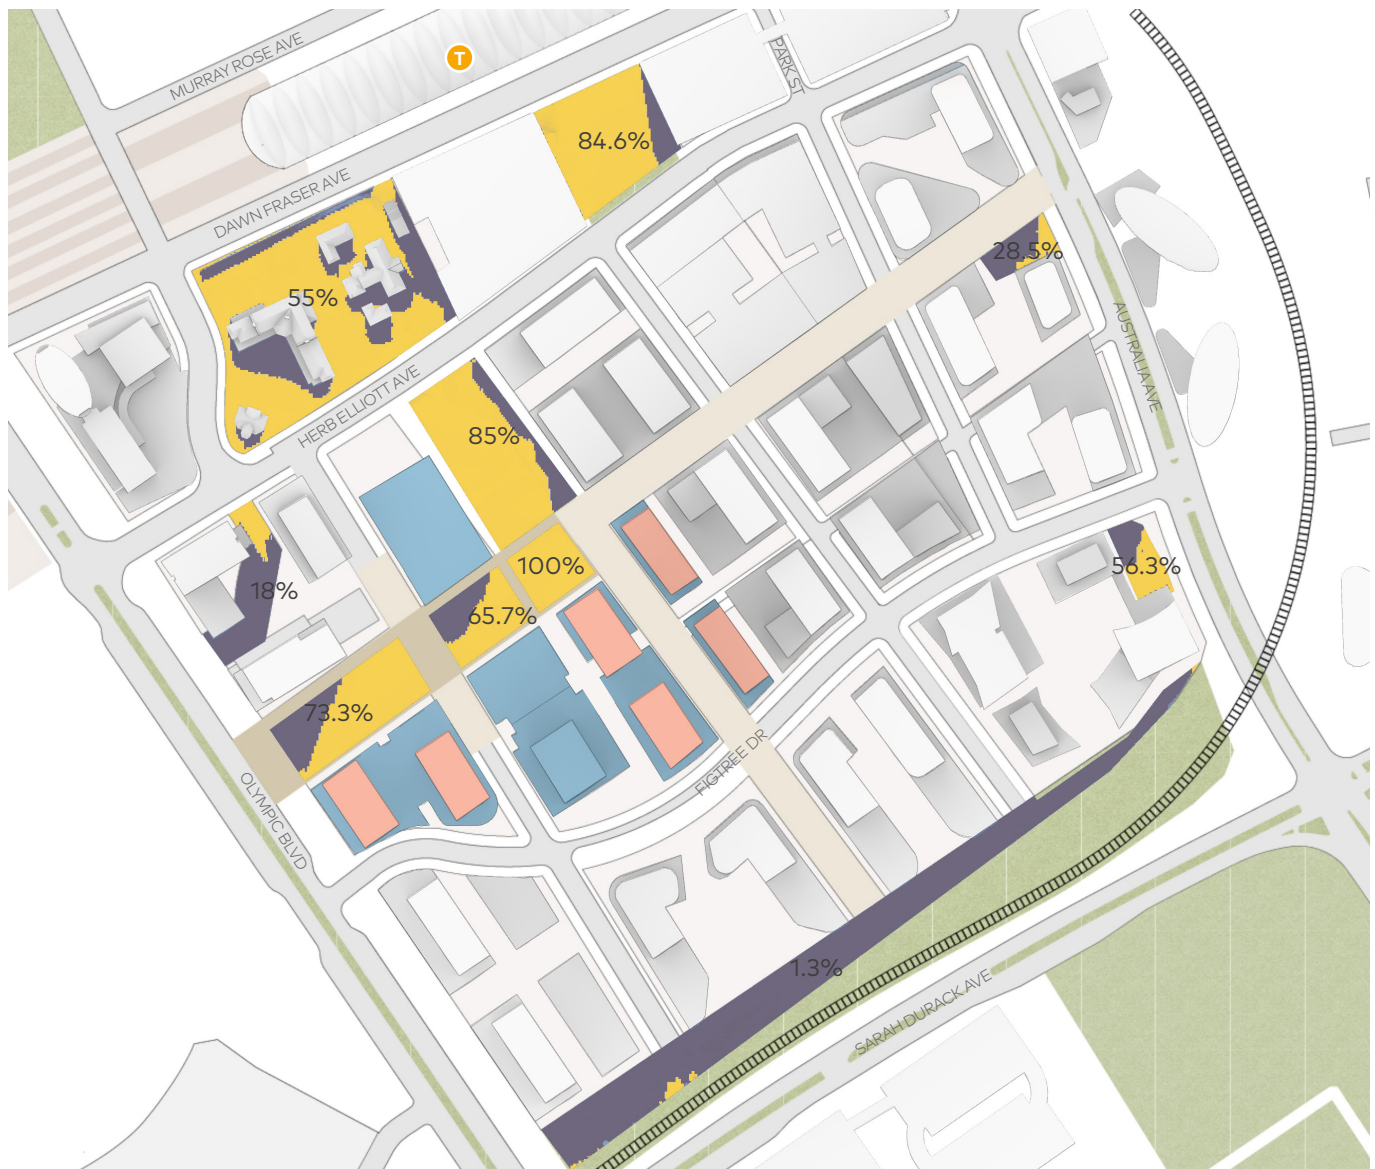 MURRAY ROSE AVE
T
PARK ST
84.6%
DAWN FRASER AVE
28.5%
55%
AUSTRALIA AVE
HERB ELLIOTT AVE
85%
100%
56.3%
18%
65.7%
73.3%
FIGTREE DR
OLYMPIC BLVD
1.3%
SARAH DURACK AVE